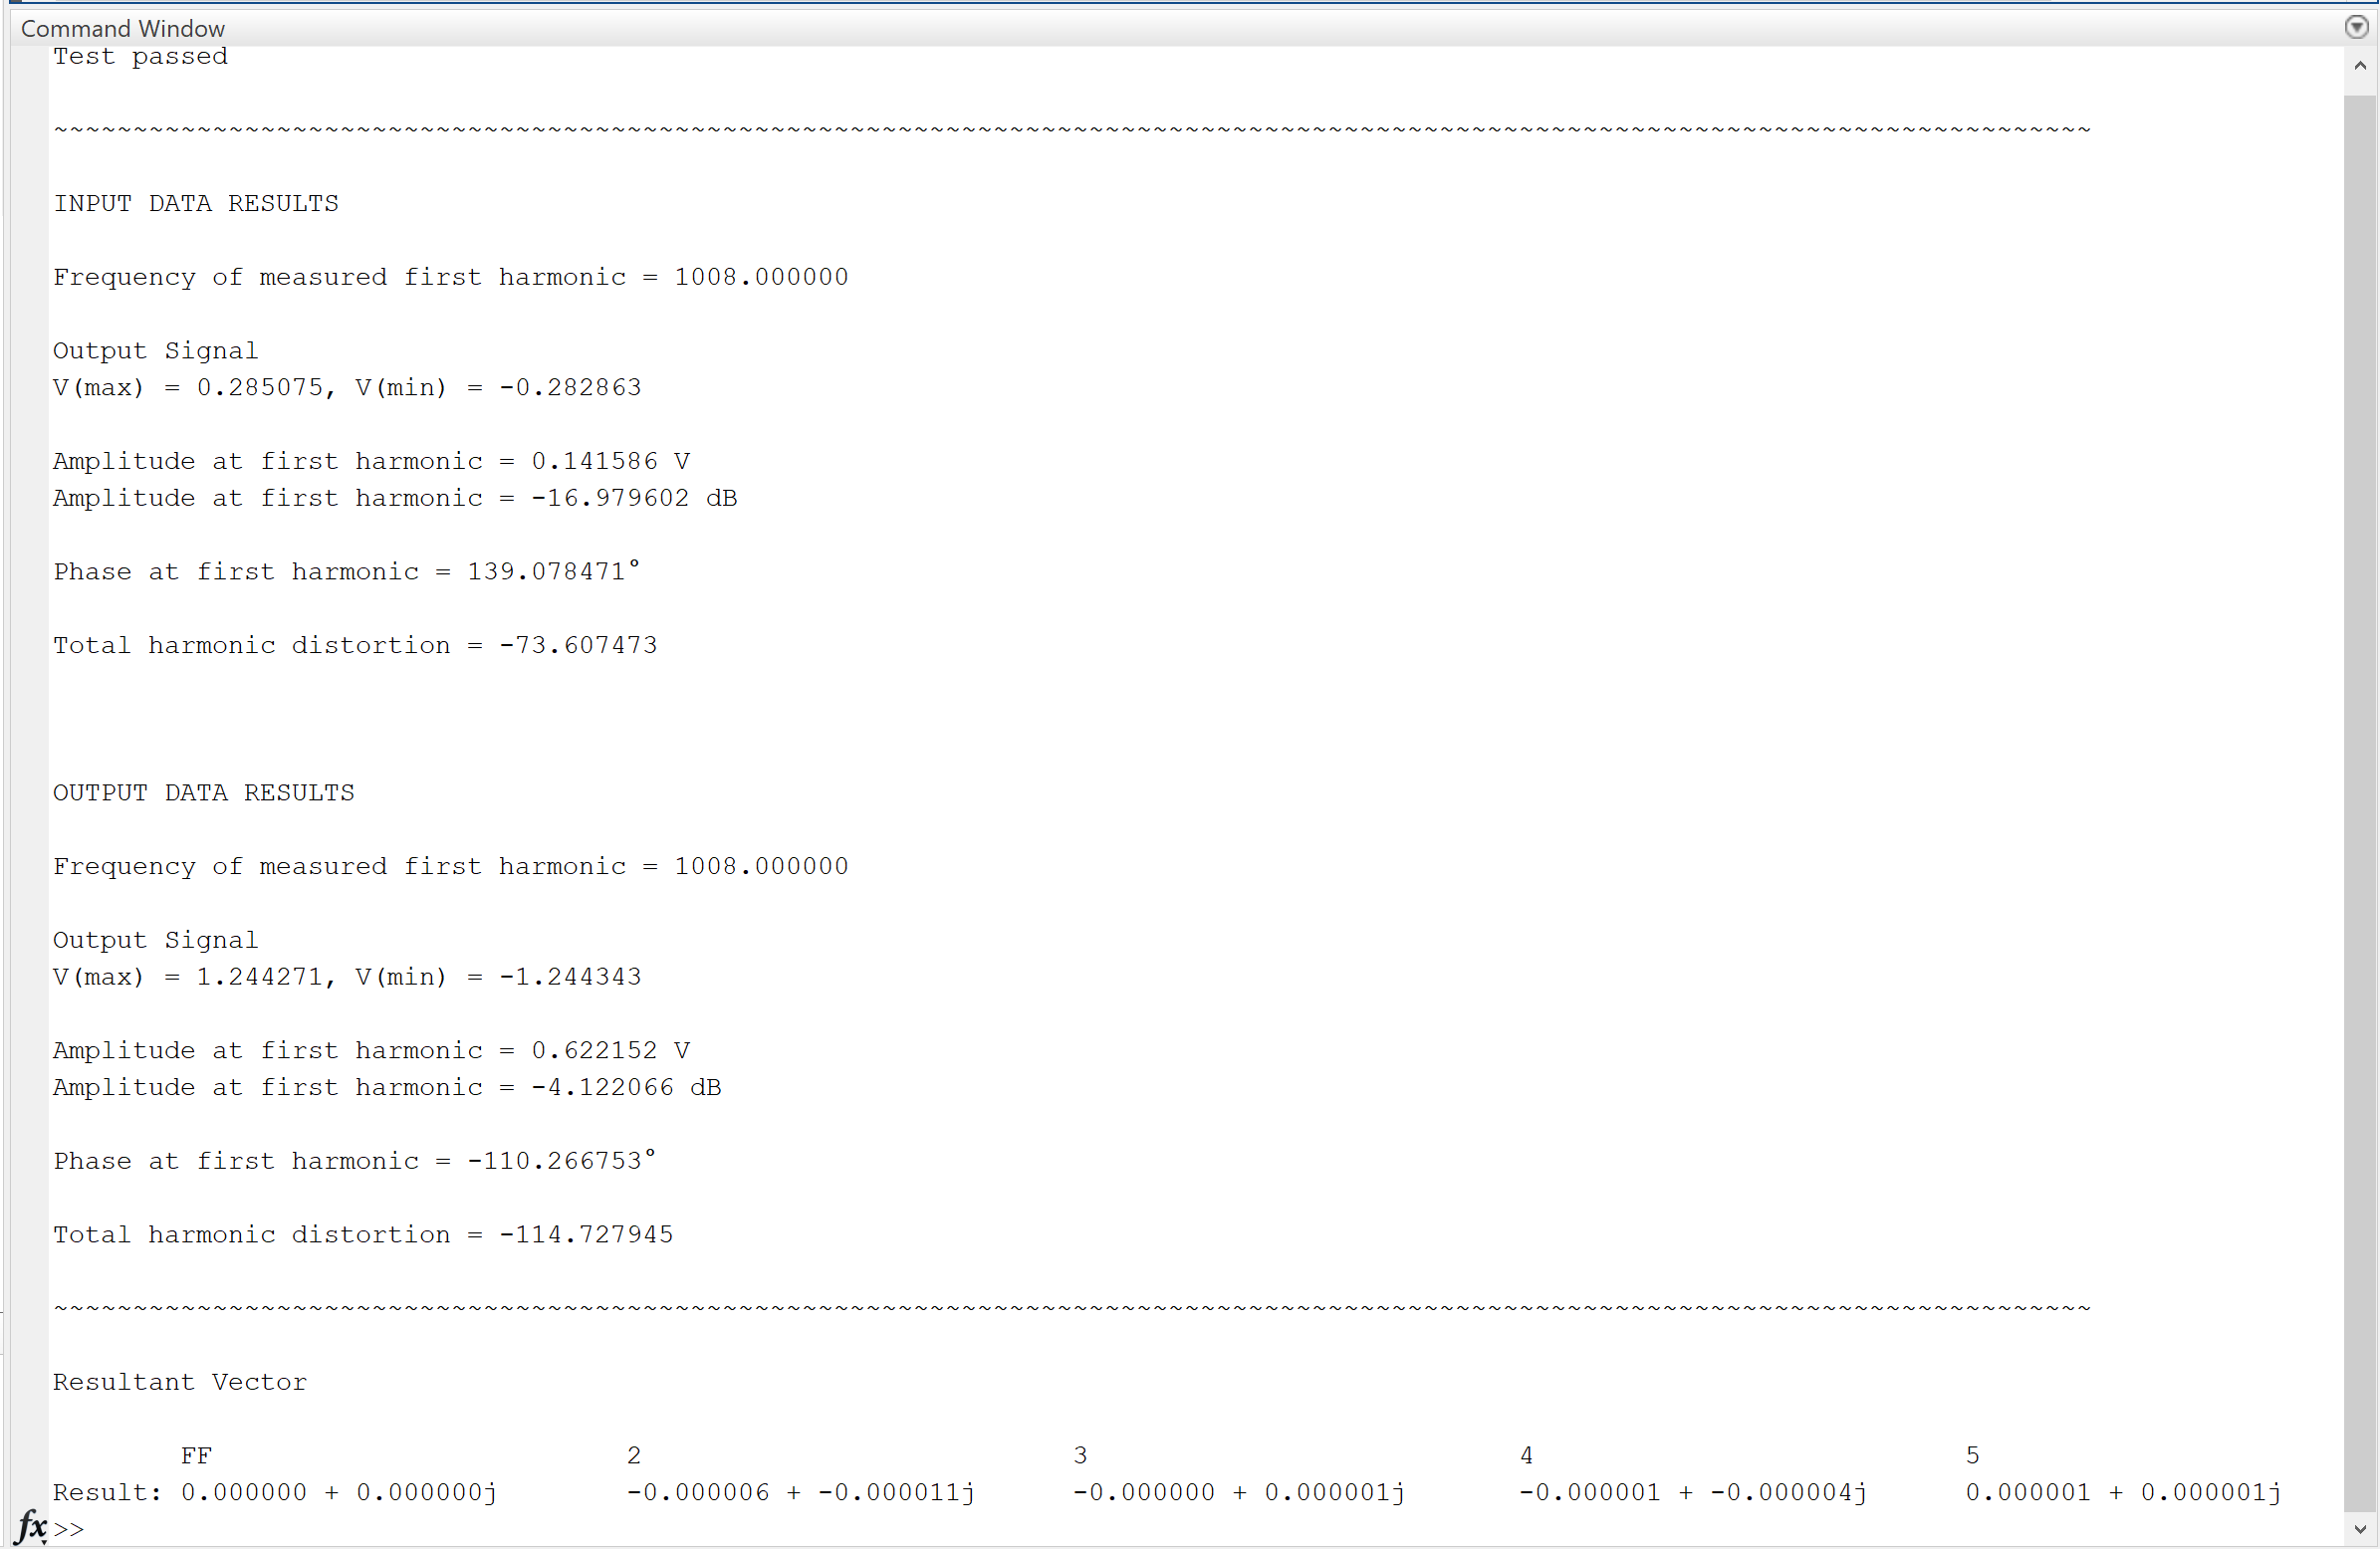 Command Window
Test passed
~~~~~~~~~~~~~~~~~~~~~~~~~~~~~~~~~~~~~~~~~~~~~~~~~~~~~~~~~~~~~~~~~~~~~~~~~~~~~~~~~~~~~~~~~~~~~~~~~~~~~~~~~~~~~~~~~~~~~~~~~~~~~~~~
INPUT DATA RESULTS
Frequency of measured first harmonic = 1008.000000
Output Signal
V(max) = 0.285075, V(min) = -0.282863
Amplitude at first harmonic = 0.141586 V
Amplitude at first harmonic = -16.979602 dB
Phase at first harmonic = 139.078471°
Total harmonic distortion = -73.607473
OUTPUT DATA RESULTS
Frequency of measured first harmonic = 1008.000000
Output Signal
V(max) = 1.244271, V(min) = -1.244343
Amplitude at first harmonic = 0.622152 V
Amplitude at first harmonic = -4.122066 dB
Phase at first harmonic = -110.266753°
Total harmonic distortion = -114.727945
~~~~~~~~~~~~~~~~~~~~~~~~~~~~~~~~~~~~~~~~~~~~~~~~~~~~~~~~~~~~~~~~~~~~~~~~~~~~~~~~~~~~~~~~~~~~~~~~~~~~~~~~~~~~~~~~~~~~~~~~~~~~~~~~
Resultant Vector
FF 2 3 4 5
Result: 0.000000 + 0.000000j -0.000006 + -0.000011j -0.000000 + 0.000001j -0.000001 + -0.000004j 0.000001 + 0.000001j
fx >>